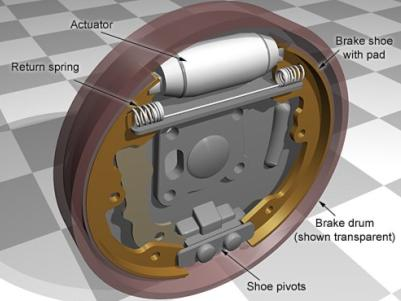 Actuator
Return spring
Brake shoe
with pad
Brake drum
(shown transparent)
Shoe pivots